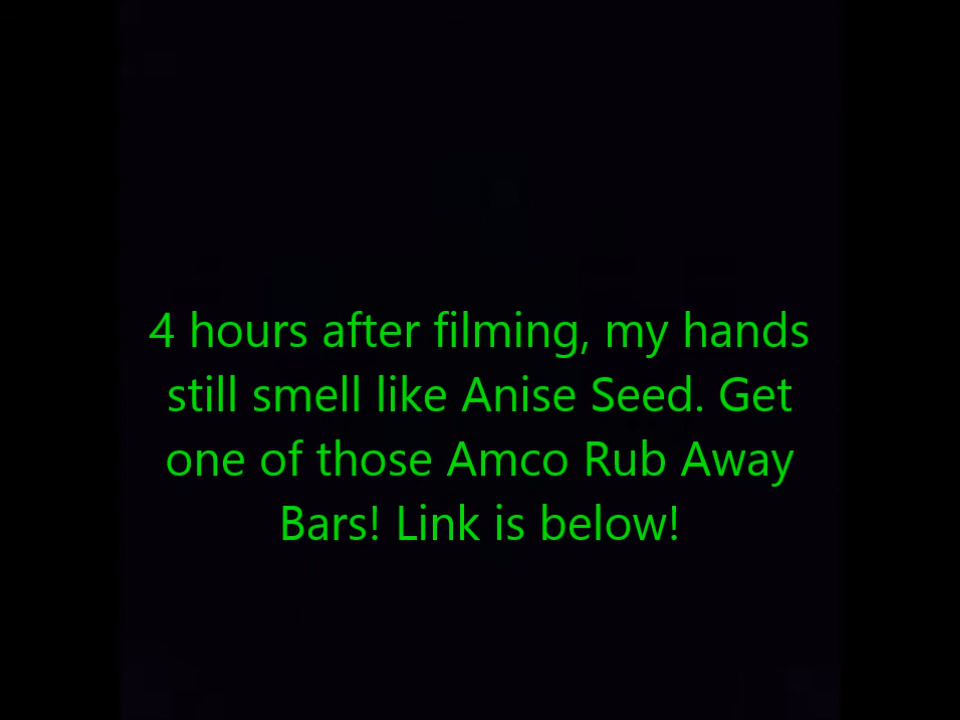 4 hours after filming, my hands
still smell like Anise Seed. Get
one of those Amco Rub Away
Bars! Link is below!